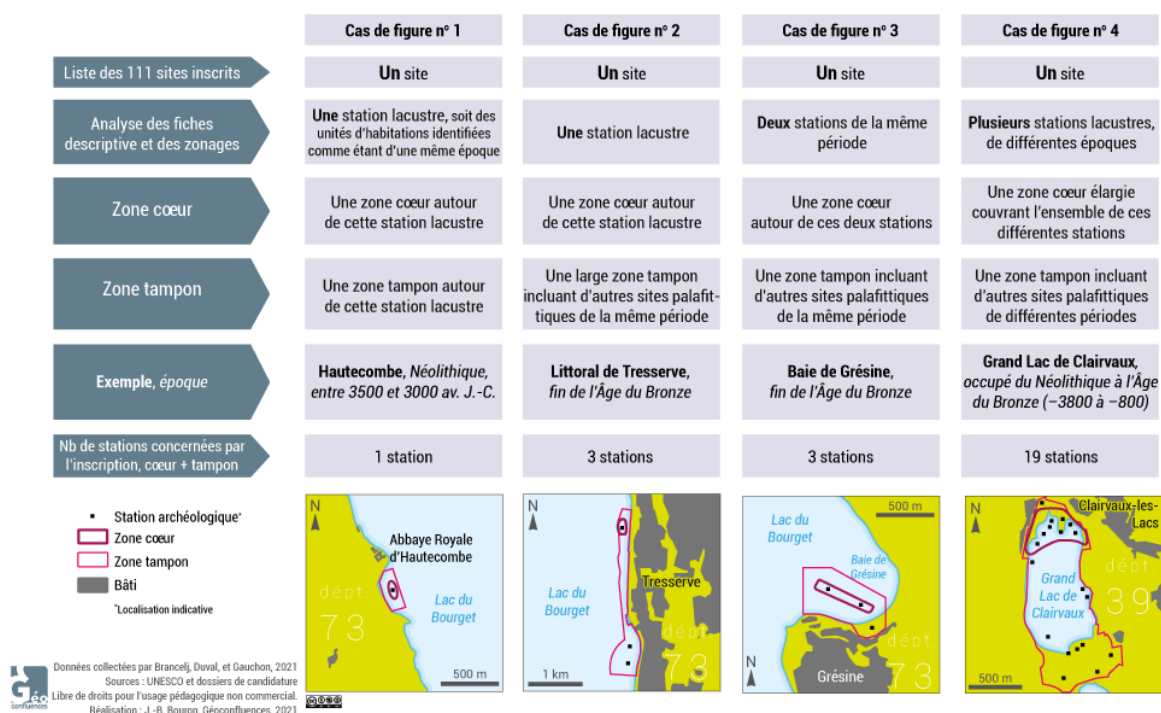 Cas de figure nº 1
Cas de figure nº 2
Cas de figure nº 3
Cas de figure nº 4
Liste des 111 sites inscrits
Un site
Un site
Un site
Un site
Analyse des fiches
descriptive et des zonages
Une station lacustre, soit des
unités d'habitations identifiées
comme étant d'une même époque
Une station lacustre
Deux stations de la même
période
Plusieurs stations lacustres,
de différentes époques
Zone cœur
Une zone cœur autour
de cette station lacustre
Une zone cœur autour
de cette station lacustre
Une zone cœur
autour de ces deux stations
Une zone cœur élargie
couvrant l'ensemble de ces
différentes stations
Zone tampon
Une zone tampon autour
de cette station lacustre
Une large zone tampon
incluant d'autres sites palafit-
tiques de la même période
Une zone tampon incluant
d'autres sites palafittiques
de la même période
Une zone tampon incluant
d'autres sites palafittiques
de différentes périodes
Exemple, époque
Hautecombe, Néolithique,
entre 3500 et 3000 av. J.-C.
Littoral de Tresserve,
fin de l'Âge du Bronze
Baie de Grésine,
fin de l'Âge du Bronze
Grand Lac de Clairvaux,
occupé du Néolithique à l'Âge
du Bronze (−3800 à −800)
Nb de stations concernées par
l'inscription, cœur + tampon
1 station
3 stations
3 stations
19 stations
Station archéologique*
Zone cœur
Zone tampon
Bâti
*Localisation indicative
N
Abbaye Royale
d'Hautecombe
dépt.
73
Lac du
Bourget
500 m
N
Lac du
Bourget
Tresserve
dépt.
73
1 km
500 m
Lac du
Bourget
Baie de
Grésine
dépt.
73
N
Grésine
N
Clairvaux-les-
Lacs
Grand
Lac de
Clairvaux
dépt.
39
500 m
Géo
confluences
Données collectées par Brancelj, Duval, et Gauchon, 2021
Sources : UNESCO et dossiers de candidature
Libre de droits pour l'usage pédagogique non commercial.
Réalisation : J.-B. Bouron, Géoconfluences, 2021